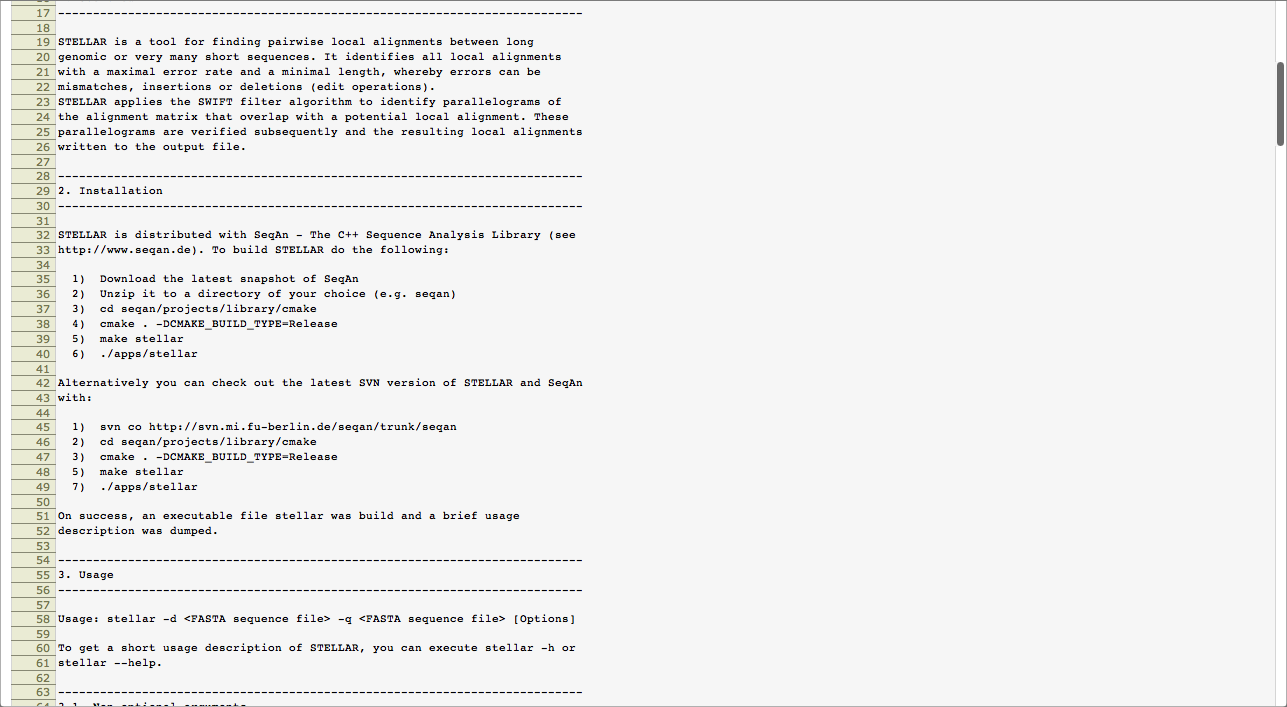 17 ---------------------------------------------------------------------------
18
19 STELLAR is a tool for finding pairwise local alignments between long
20 genomic or very many short sequences. It identifies all local alignments
21 with a maximal error rate and a minimal length, whereby errors can be
22 mismatches, insertions or deletions (edit operations).
23 STELLAR applies the SWIFT filter algorithm to identify parallelograms of
24 the alignment matrix that overlap with a potential local alignment. These
25 parallelograms are verified subsequently and the resulting local alignments
26 written to the output file.
27
28 ---------------------------------------------------------------------------
29 2. Installation
30 ---------------------------------------------------------------------------
31
32 STELLAR is distributed with SeqAn - The C++ Sequence Analysis Library (see
33 http://www.seqan.de). To build STELLAR do the following:
34
35   1)  Download the latest snapshot of SeqAn
36   2)  Unzip it to a directory of your choice (e.g. seqan)
37   3)  cd seqan/projects/library/cmake
38   4)  cmake . -DCMAKE_BUILD_TYPE=Release
39   5)  make stellar
40   6)  ./apps/stellar
41
42 Alternatively you can check out the latest SVN version of STELLAR and SeqAn
43 with:
44
45   1)  svn co http://svn.mi.fu-berlin.de/seqan/trunk/seqan
46   2)  cd seqan/projects/library/cmake
47   3)  cmake . -DCMAKE_BUILD_TYPE=Release
48   5)  make stellar
49   7)  ./apps/stellar
50
51 On success, an executable file stellar was build and a brief usage
52 description was dumped.
53
54 ---------------------------------------------------------------------------
55 3. Usage
56 ---------------------------------------------------------------------------
57
58 Usage: stellar -d <FASTA sequence file> -q <FASTA sequence file> [Options]
59
60 To get a short usage description of STELLAR, you can execute stellar -h or
61 stellar --help.
62
63 ---------------------------------------------------------------------------